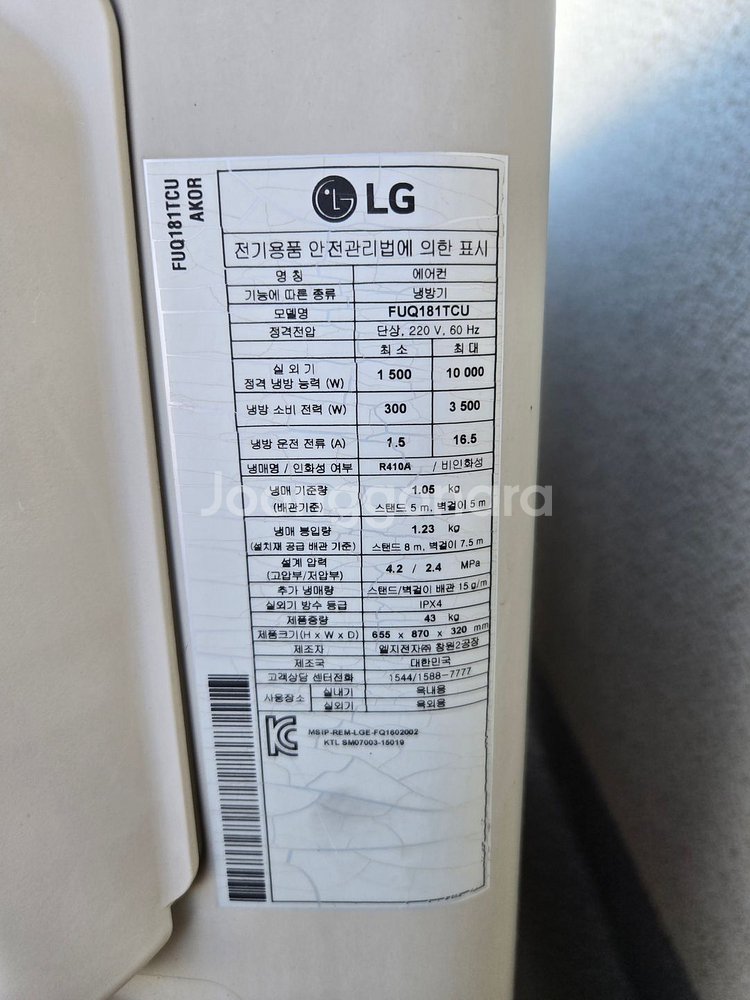 FUQ181TCU
AKOR
LG
전기용품 안전관리법에 의한 표시
명 칭 에어컨
기능에 따른 종류 냉방기
모델명 FUQ181TCU
정격전압 단상, 220 V, 60 Hz
최 소 최 대
실 외 기
정격 냉방 능력 (W) 1 500 10 000
냉방 소비 전력 (W) 300 3 500
냉방 운전 전류 (A) 1.5 16.5
냉매명 / 인화성 여부 R410A / 비인화성
냉매 기준량 1.05 kg
(배관기준) 스탠드 5 m, 벽걸이 5 m
냉매 봉입량 1.23 kg
(설치재 공급 배관 기준) 스탠드 8 m, 벽걸이 7.5 m
설계 압력
(고압부/저압부) 4.2 / 2.4 MPa
추가 냉매량 스탠드/벽걸이 배관 15 g/m
실외기 방수 등급 IPX4
제품중량 43 kg
제품크기(H x W x D) 655 x 870 x 320 mm
제조자 엘지전자㈜ 창원2공장
제조국 대한민국
고객상담 센터전화 1544/1588-7777
사용장소 실내기 옥내용
실외기 옥외용
MSIP-REM-LGE-FQ1602002
KTL SM07003-15019
Joonggonara